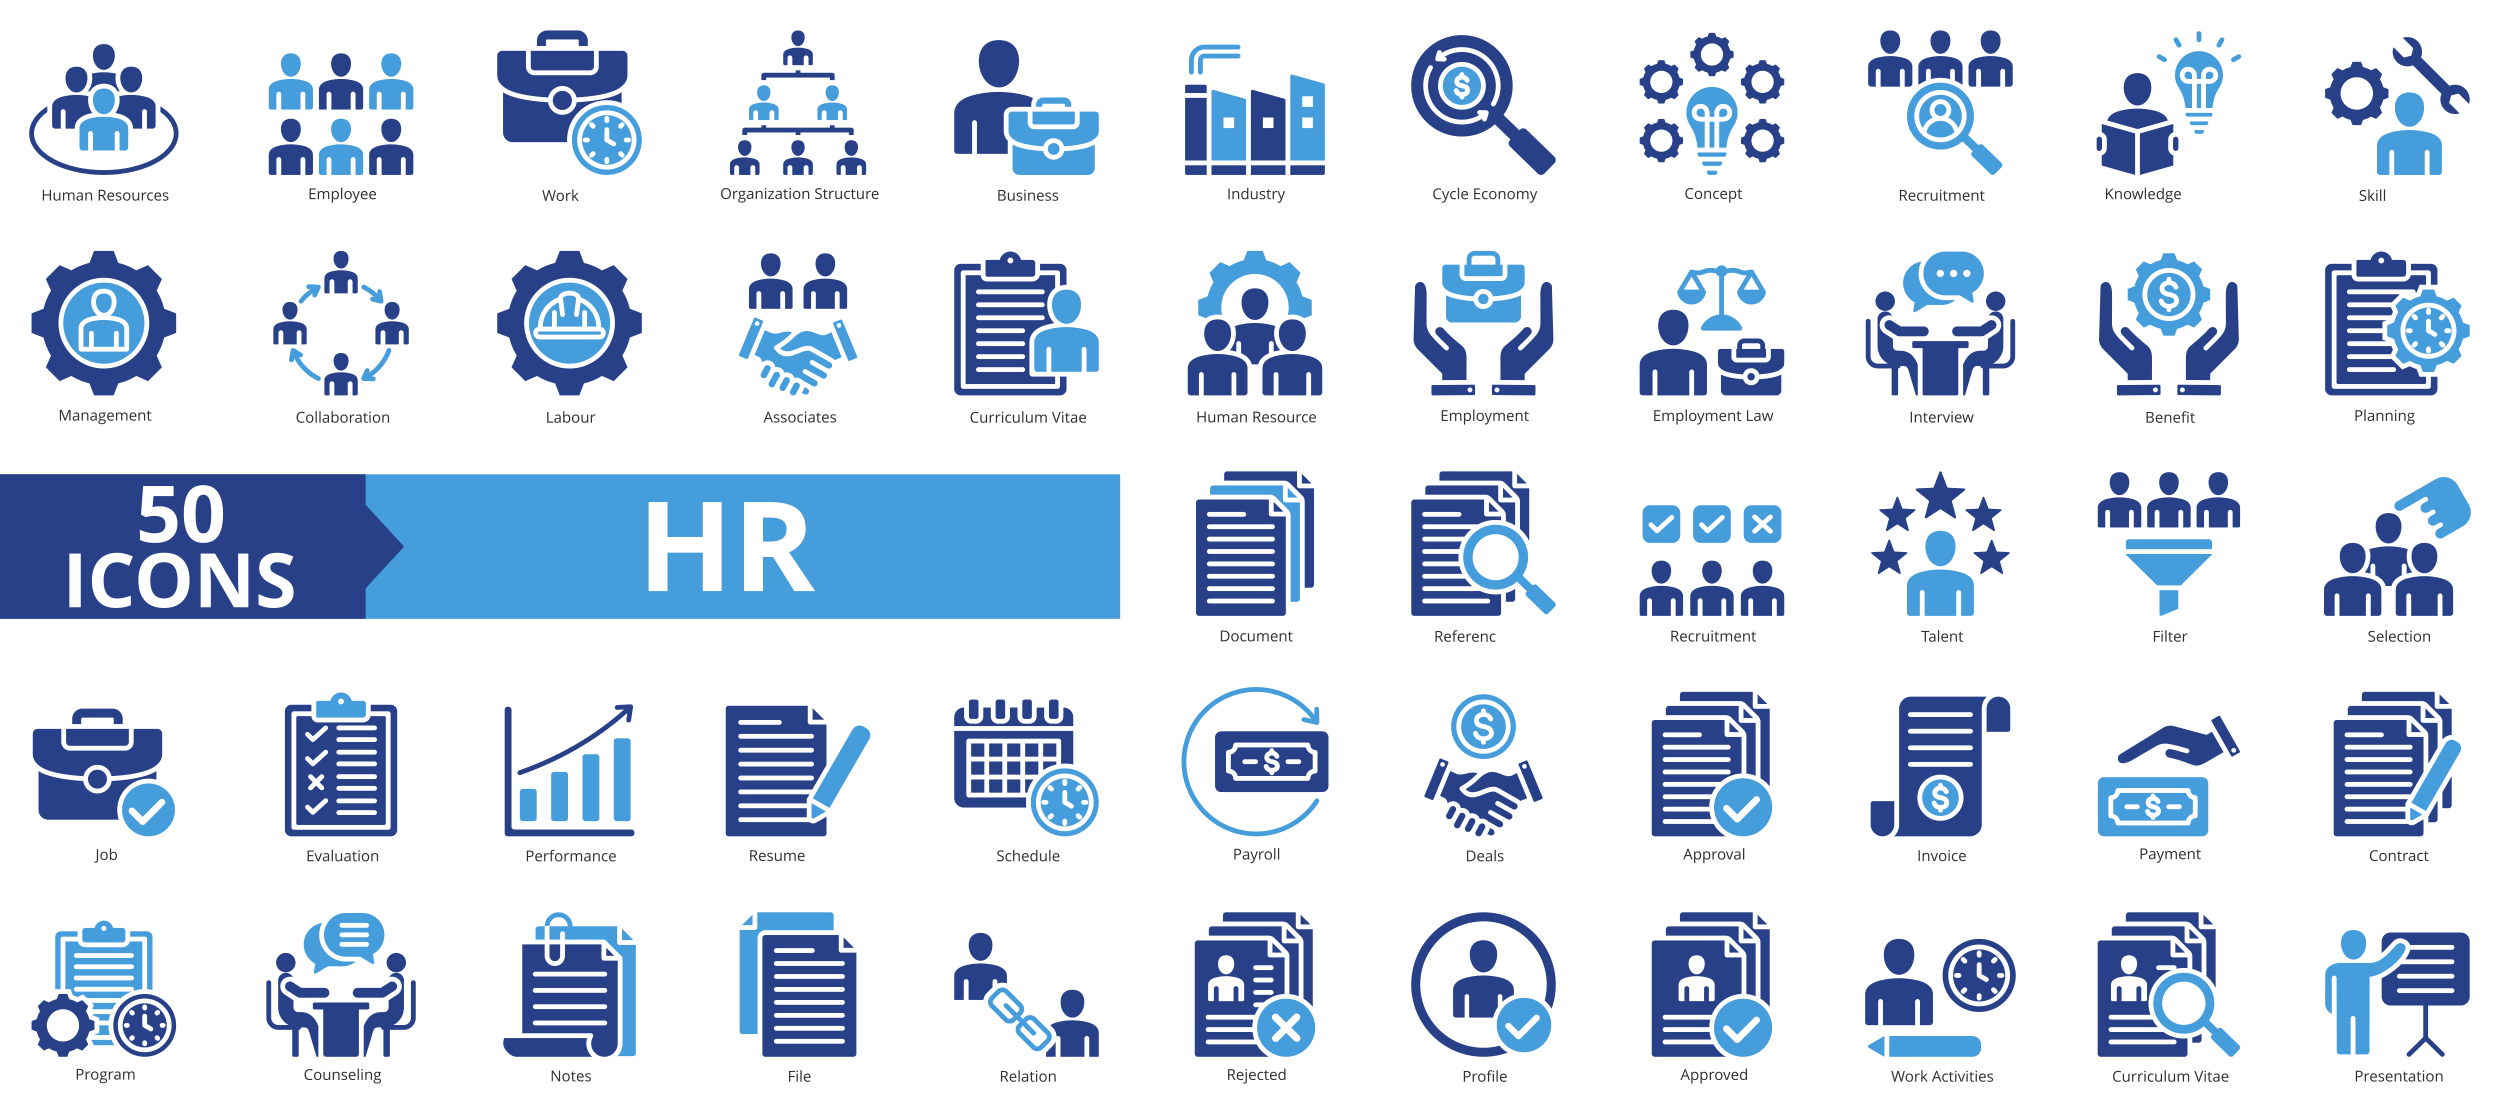 Human Resources
Employee
Work
Organization Structure
Business
Industry
Cycle Economy
Concept
Recruitment
Knowledge
Skill
Management
Collaboration
Labour
Associates
Curriculum Vitae
Human Resource
Employment
Employment Law
Interview
Benefit
Planning
50
ICONS
HR
Document
Referenc
Recruitment
Talent
Filter
Selection
Job
Evaluation
Performance
Resume
Schedule
Payroll
Deals
Approval
Invoice
Payment
Contract
Program
Counseling
Notes
File
Relation
Rejected
Profile
Approved
Work Activities
Curriculum Vitae
Presentation